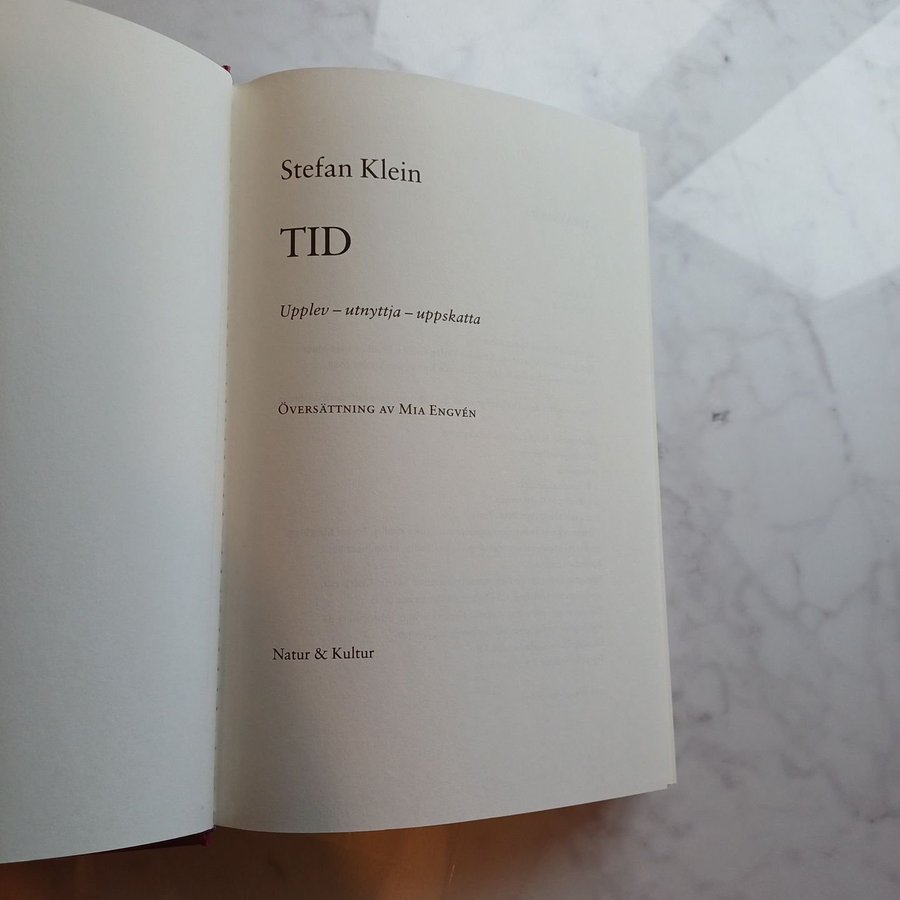 Stefan Klein
TID
Upplev – utnyttja – uppskatta
Översättning av Mia Engvén
Natur & Kultur